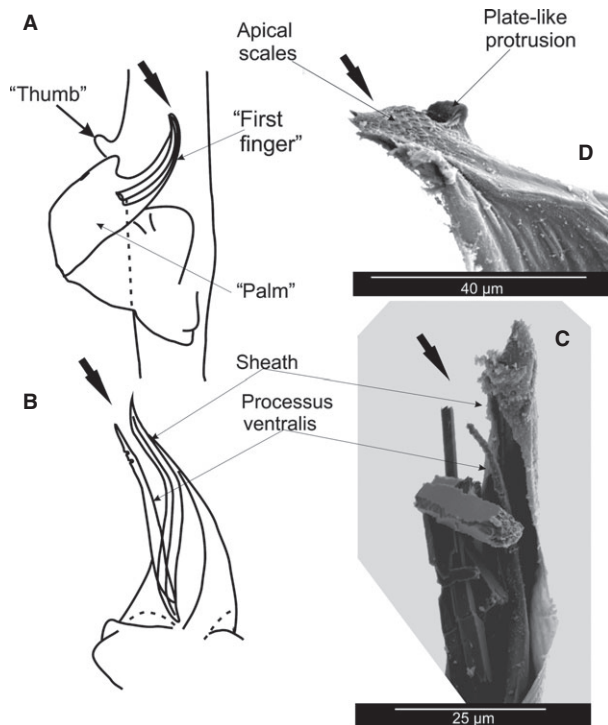 A
Apical
scales
Plate-like
protrusion
“Thumb”
“First
finger”
D
“Palm”
40 µm
B
Sheath
Processus
ventralis
C
25 µm